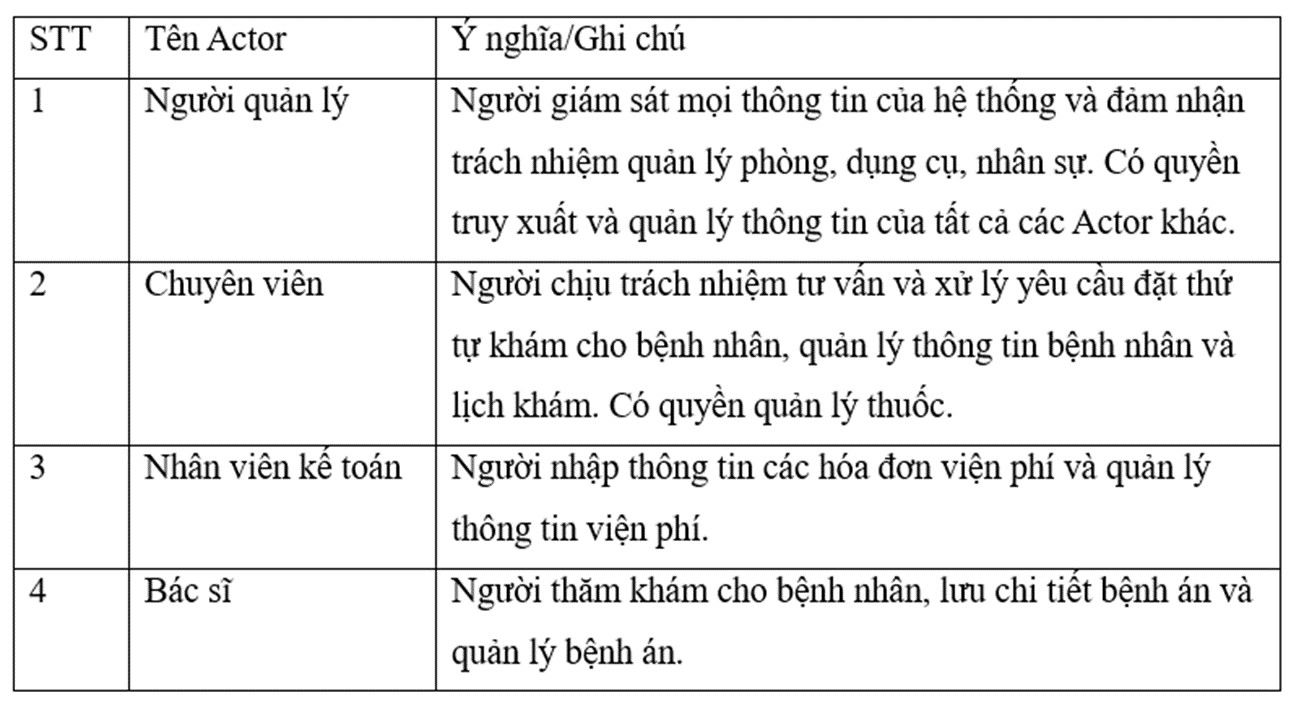 STT Tên Actor Ý nghĩa/Ghi chú
1 Người quản lý Người giám sát mọi thông tin của hệ thống và đảm nhận
trách nhiệm quản lý phòng, dụng cụ, nhân sự. Có quyền
truy xuất và quản lý thông tin của tất cả các Actor khác.
2 Chuyên viên Người chịu trách nhiệm tư vấn và xử lý yêu cầu đặt thứ
tự khám cho bệnh nhân, quản lý thông tin bệnh nhân và
lịch khám. Có quyền quản lý thuốc.
3 Nhân viên kế toán Người nhập thông tin các hóa đơn viện phí và quản lý
thông tin viện phí.
4 Bác sĩ Người thăm khám cho bệnh nhân, lưu chi tiết bệnh án và
quản lý bệnh án.